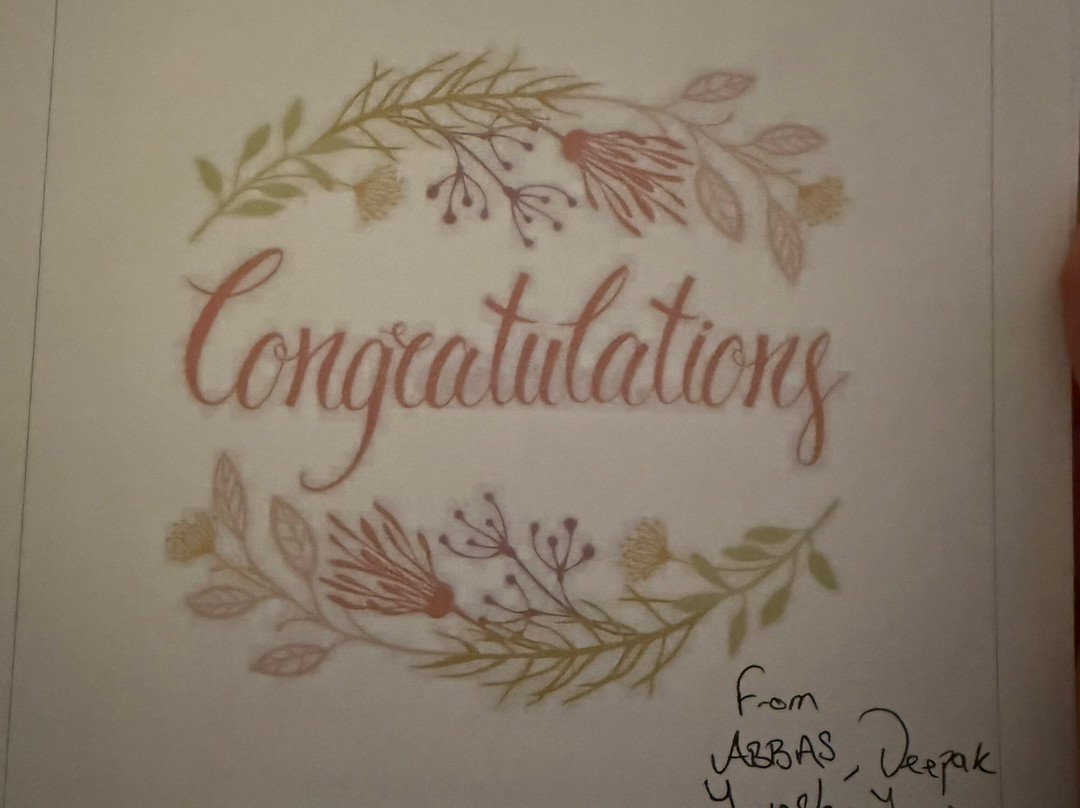 Congratulations
From
ABBAS, Deepak